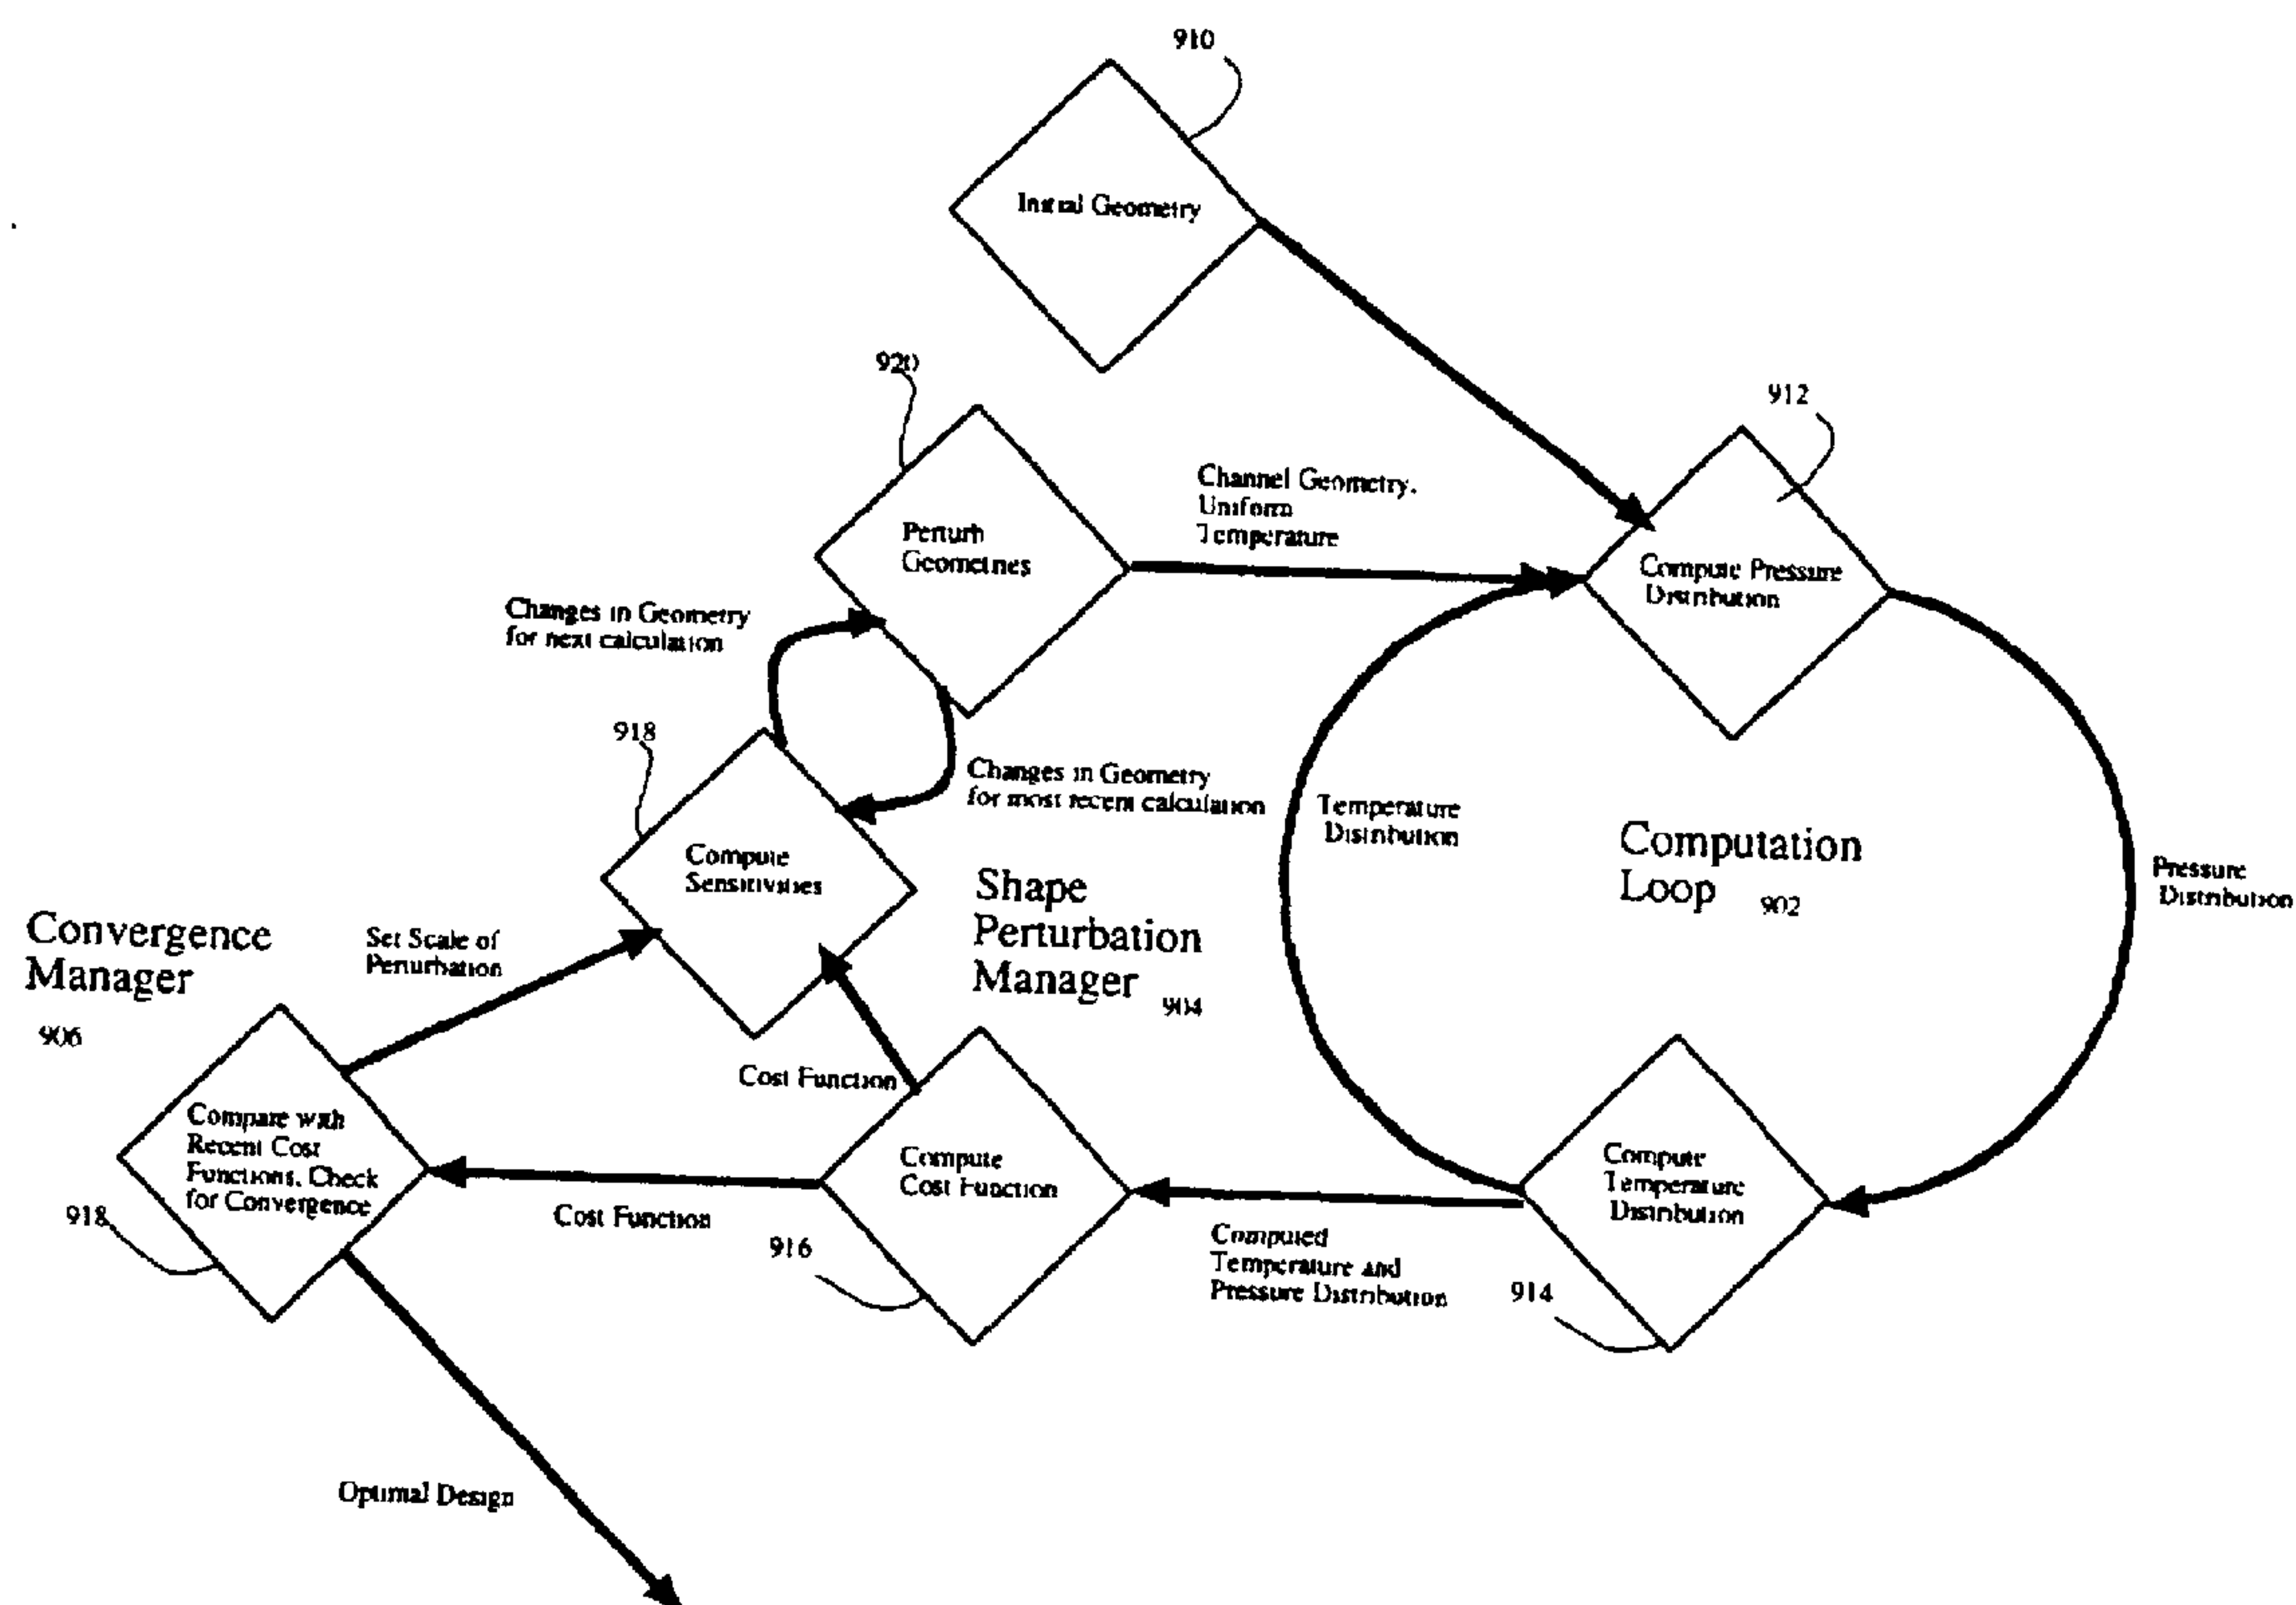 910
Initial Geometry
920
912
Channel Geometry,
Uniform
Temperature
Perturb
Geometries
Compute Pressure
Distribution
Changes in Geometry
for next calculation
918
Changes in Geometry
for most recent calculation
Temperature
Distribution
Computation
Loop 902
Pressure
Distribution
Compute
Sensitivities
Shape
Perturbation
Manager 904
Convergence
Manager
906
Set Scale of
Perturbation
Cost Function
Compare with
Recent Cost
Functions, Check
for Convergence
918
Cost Function
Compute
Cost Function
916
Computed
Temperature and
Pressure Distribution
Compute
Temperature
Distribution
914
Optimal Design